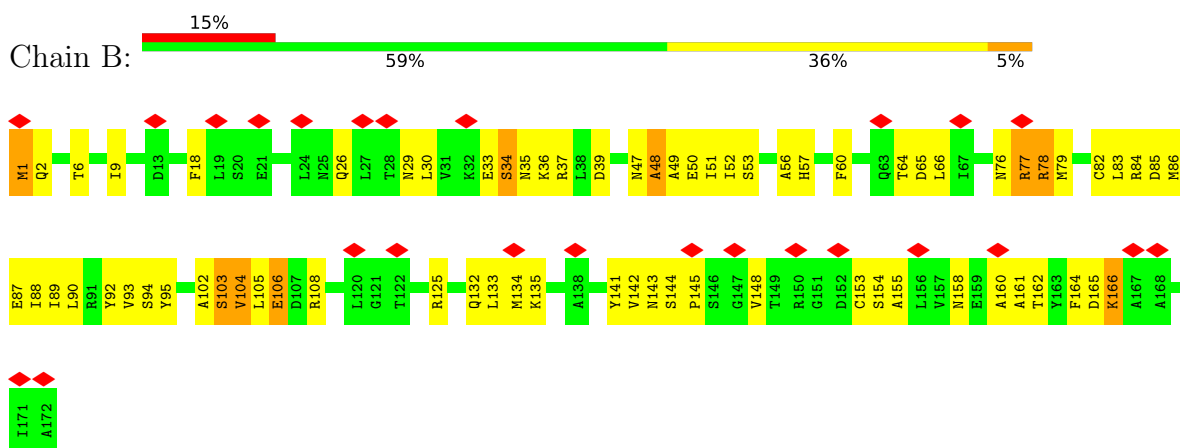 15%
Chain B:
59% 36% 5%
M1 Q2 T6 I9 D13 F18 L19 S20 E21 L24 N25 Q26 L27 T28 N29 L30 V31 K32 E33 S34 N35 K36 R37 L38 D39 N47 A48 A49 E50 I51 I52 S53 A56 H57 F60 Q63 T64 D65 L66 I67 N76 R77 R78 M79 C82 L83 R84 D85 M86
E87 I88 I89 L90 R91 Y92 V93 S94 Y95 A102 S103 V104 L105 E106 D107 R108 L120 G121 T122 R125 Q132 L133 M134 K135 A138 Y141 V142 N143 S144 P145 S146 G147 V148 T149 R150 G151 D152 C153 S154 A155 L156 V157 N158 E159 A160 A161 T162 Y163 F164 D165 K166 A167 A168
I171 A172